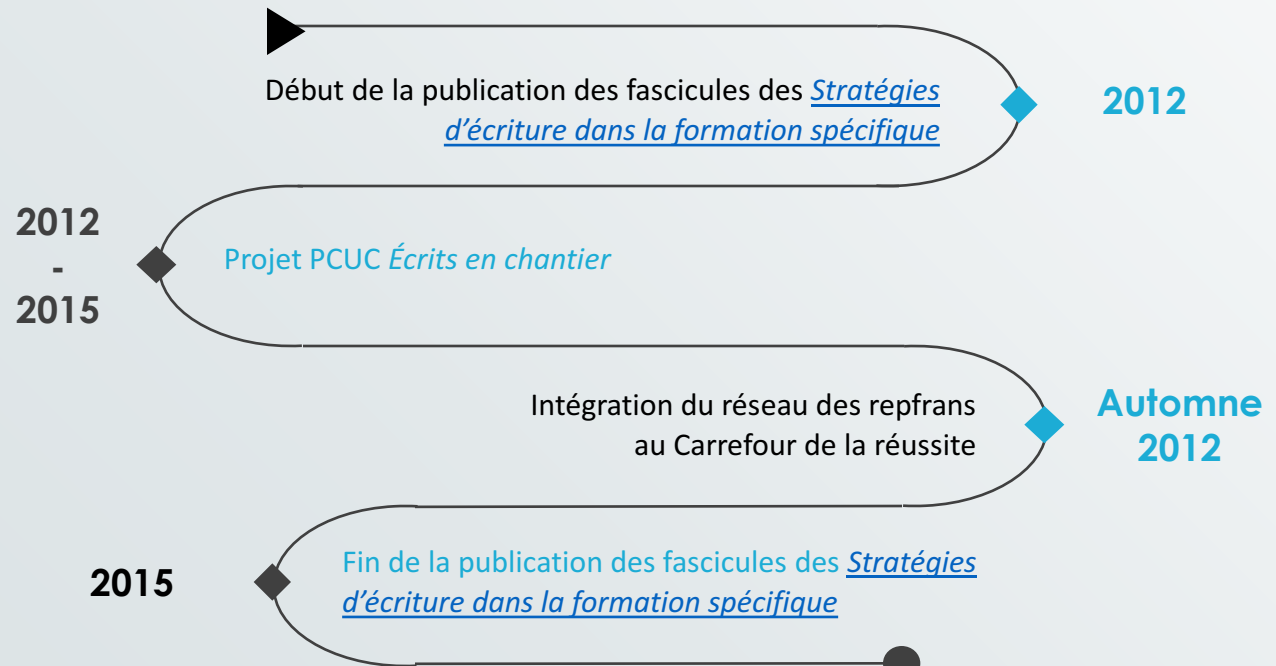 Début de la publication des fascicules des Stratégies
d’écriture dans la formation spécifique
2012
2012
-
2015
Projet PCUC Écrits en chantier
Intégration du réseau des repfrans
au Carrefour de la réussite
Automne
2012
2015
Fin de la publication des fascicules des Stratégies
d’écriture dans la formation spécifique